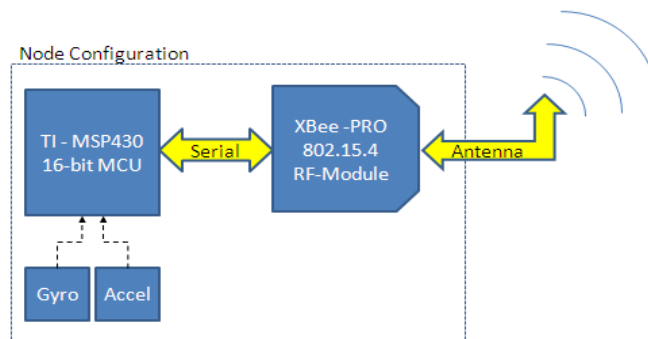 Node Configuration
TI - MSP430
16-bit MCU
Serial
XBee -PRO
802.15.4
RF-Module
Antenna
Gyro
Accel